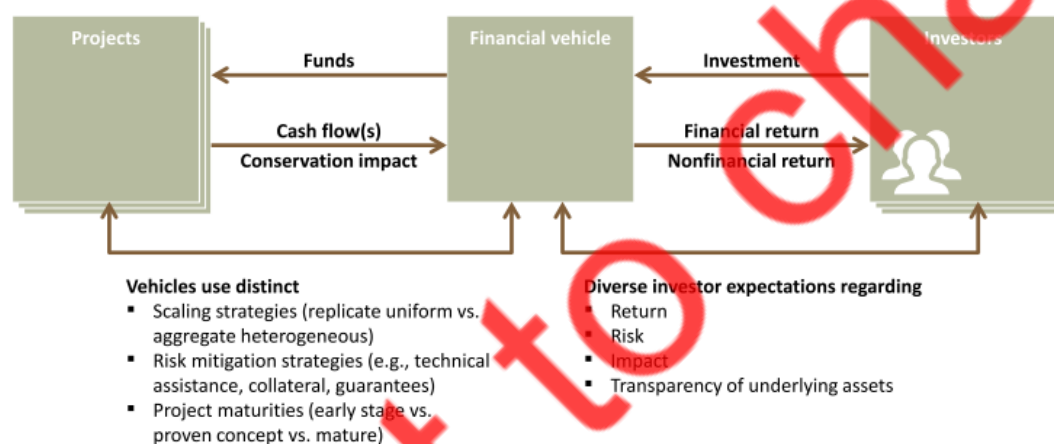 Projects
Financial vehicle
Investors
Funds
Investment
Cash flow(s)
Conservation impact
Financial return
Nonfinancial return
Vehicles use distinct
▪ Scaling strategies (replicate uniform vs.
aggregate heterogeneous)
▪ Risk mitigation strategies (e.g., technical
assistance, collateral, guarantees)
▪ Project maturities (early stage vs.
proven concept vs. mature)
Diverse investor expectations regarding
▪ Return
▪ Risk
▪ Impact
▪ Transparency of underlying assets
to